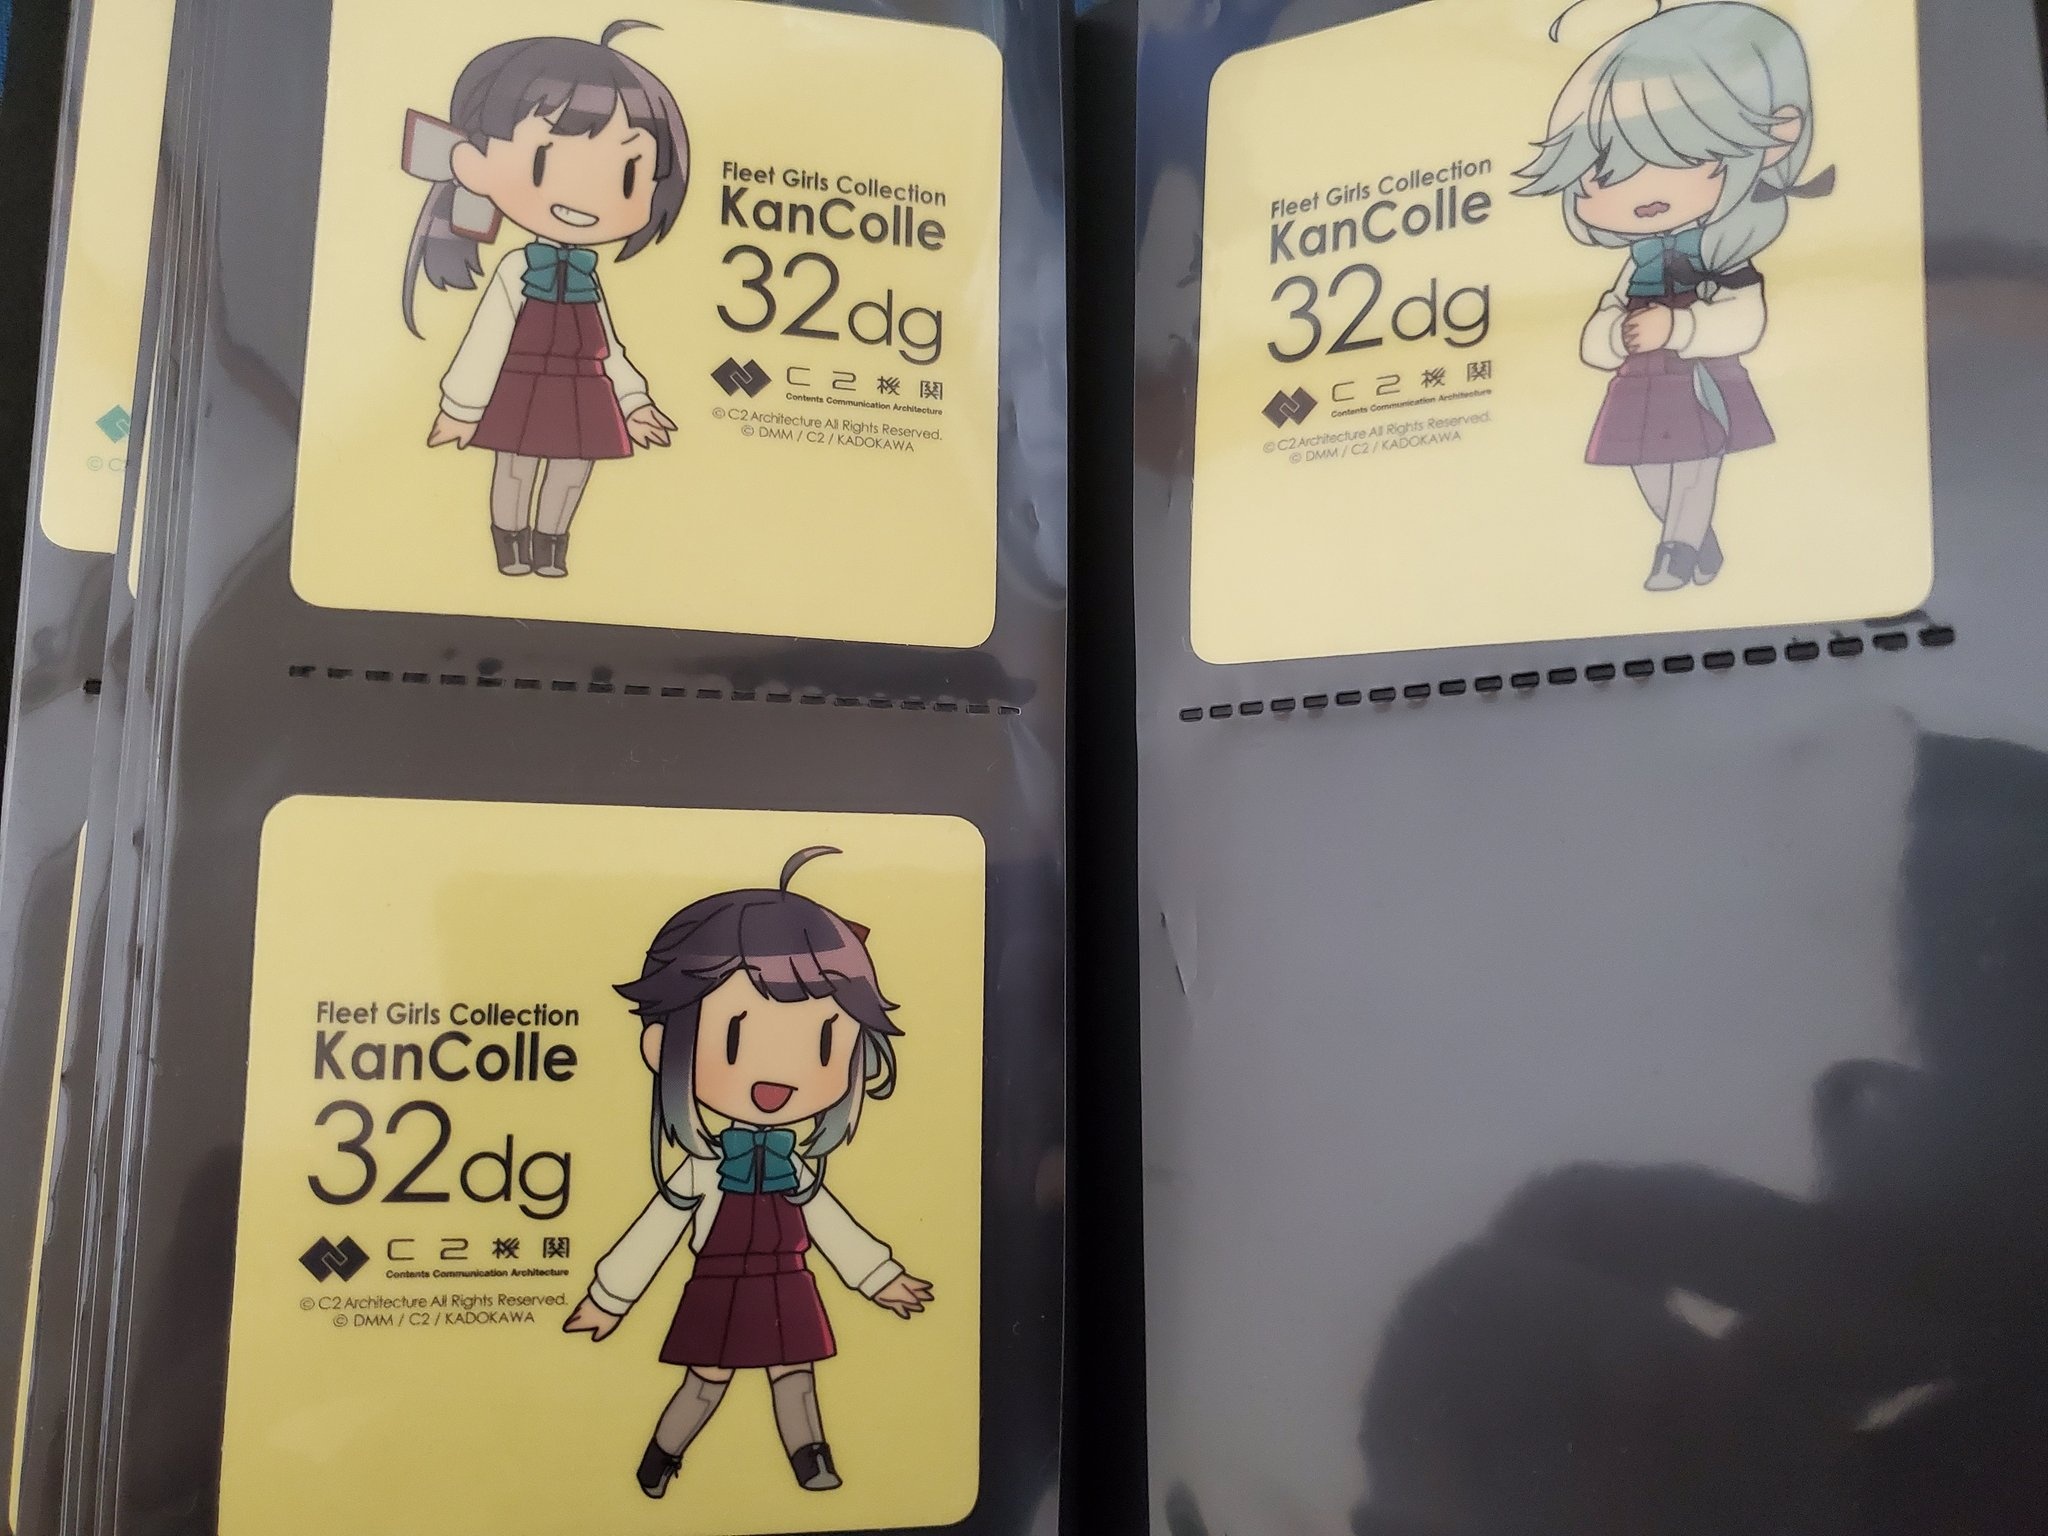 Fleet Girls Collection
KanColle
32dg
C2機関
Contents Communication Architecture
© C2 Architecture All Rights Reserved.
© DMM / C2 / KADOKAWA
Fleet Girls Collection
KanColle
32dg
C2機関
Contents Communication Architecture
© C2 Architecture All Rights Reserved.
© DMM / C2 / KADOKAWA
Fleet Girls Collection
KanColle
32dg
C2機関
Contents Communication Architecture
© C2 Architecture All Rights Reserved.
© DMM / C2 / KADOKAWA
© C2